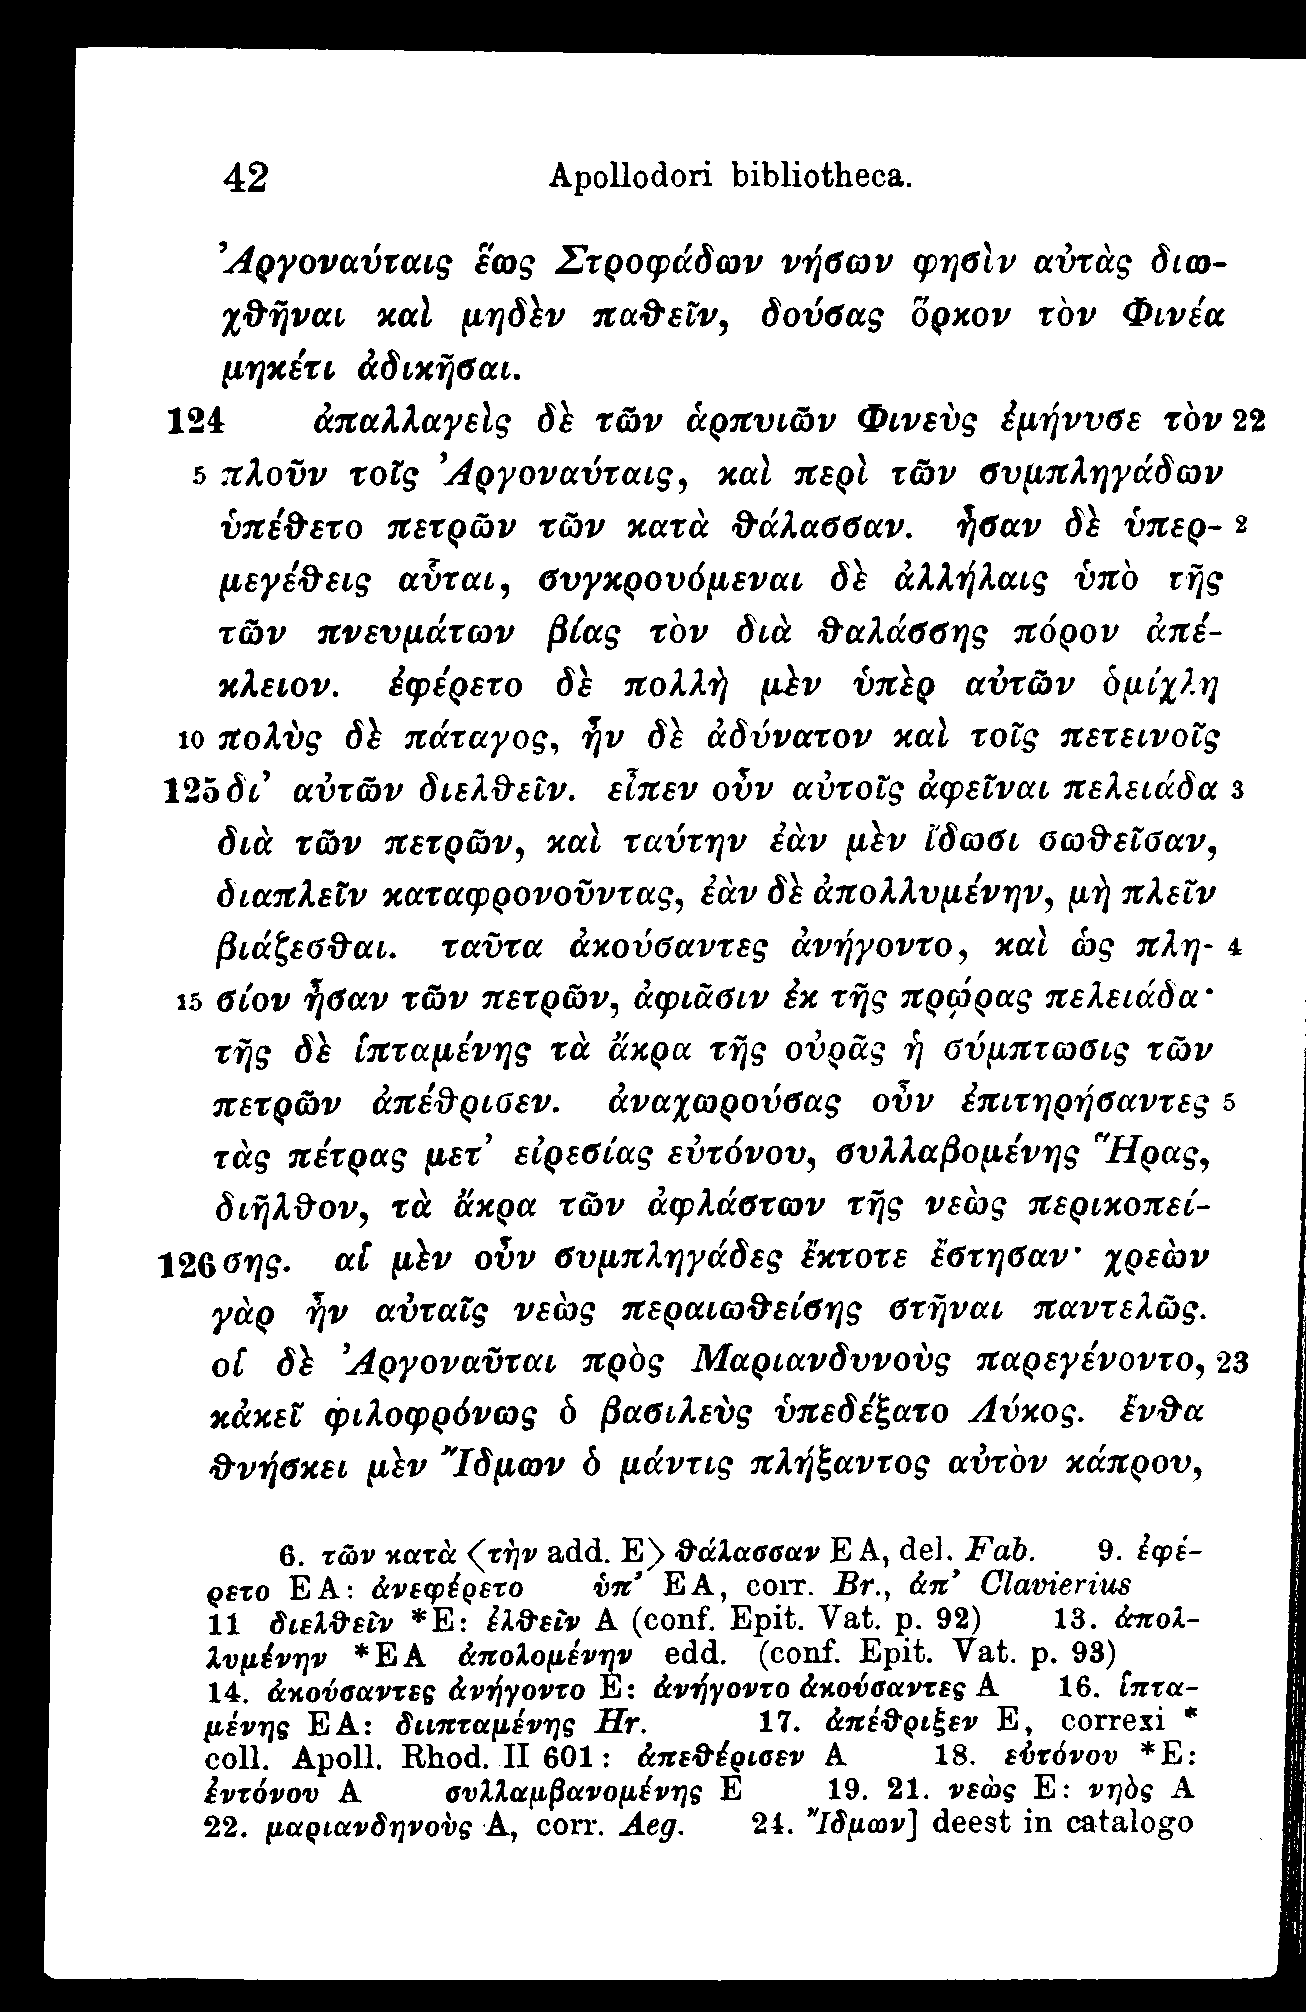 42 Apollodori bibliotheca.
Ἀργοναύταις ἕως Στροφάδων νήσων φησὶν αὐτὰς διω-
χθῆναι καὶ μηδὲν παθεῖν, δούσας ὅρκον τὸν Φινέα
μηκέτι ἀδικῆσαι.
124 ἀπαλλαγεὶς δὲ τῶν ἁρπυιῶν Φινεὺς ἐμήνυσε τὸν 22
5 πλοῦν τοῖς Ἀργοναύταις, καὶ περὶ τῶν συμπληγάδων
ὑπέθετο πετρῶν τῶν κατὰ θάλασσαν. ἦσαν δὲ ὑπερ- 2
μεγέθεις αὗται, συγκρουόμεναι δὲ ἀλλήλαις ὑπὸ τῆς
τῶν πνευμάτων βίας τὸν διὰ θαλάσσης πόρον ἀπέ-
κλειον. ἐφέρετο δὲ πολλὴ μὲν ὑπὲρ αὐτῶν ὁμίχλη
10 πολὺς δὲ πάταγος, ἦν δὲ ἀδύνατον καὶ τοῖς πετεινοῖς
125 δι’ αὐτῶν διελθεῖν. εἶπεν οὖν αὐτοῖς ἀφεῖναι πελειάδα 3
διὰ τῶν πετρῶν, καὶ ταύτην ἐὰν μὲν ἴδωσι σωθεῖσαν,
διαπλεῖν καταφρονοῦντας, ἐὰν δὲ ἀπολλυμένην, μὴ πλεῖν
βιάζεσθαι. ταῦτα ἀκούσαντες ἀνήγοντο, καὶ ὡς πλη- 4
15 σίον ἦσαν τῶν πετρῶν, ἀφιᾶσιν ἐκ τῆς πρῴρας πελειάδα·
τῆς δὲ ἱπταμένης τὰ ἄκρα τῆς οὐρᾶς ἡ σύμπτωσις τῶν
πετρῶν ἀπέθρισεν. ἀναχωρούσας οὖν ἐπιτηρήσαντες 5
τὰς πέτρας μετ’ εἰρεσίας εὐτόνου, συλλαβομένης Ἥρας,
διῆλθον, τὰ ἄκρα τῶν ἀφλάστων τῆς νεὼς περικοπεί-
126 σης. αἱ μὲν οὖν συμπληγάδες ἔκτοτε ἔστησαν· χρεὼν
γὰρ ἦν αὐταῖς νεὼς περαιωθείσης στῆναι παντελῶς.
οἱ δὲ Ἀργοναῦται πρὸς Μαριανδυνοὺς παρεγένοντο, 23
κἀκεῖ φιλοφρόνως ὁ βασιλεὺς ὑπεδέξατο Λύκος. ἔνθα
θνήσκει μὲν Ἴδμων ὁ μάντις πλήξαντος αὐτὸν κάπρου,
6. τῶν κατὰ ⟨τὴν add. E⟩ θάλασσαν E A, del. Fab. 9. ἐφέ-
ρετο E A: ἀνεφέρετο ὑπ’ E A, corr. Br., ἀπ’ Clavierius
11 διελθεῖν *E: ἐλθεῖν A (conf. Epit. Vat. p. 92) 13. ἀπολ-
λυμένην *E A ἀπολομένην edd. (conf. Epit. Vat. p. 93)
14. ἀκούσαντες ἀνήγοντο E: ἀνήγοντο ἀκούσαντες A 16. ἱπτα-
μένης E A: διιπταμένης Hr. 17. ἀπέθριξεν E, correxi *
coll. Apoll. Rhod. II 601: ἀπεθέρισεν A 18. εὐτόνου *E:
ἐντόνου A συλλαμβανομένης E 19. 21. νεὼς E: νηὸς A
22. μαριανδηνοὺς A, corr. Aeg. 24. Ἴδμων] deest in catalogo